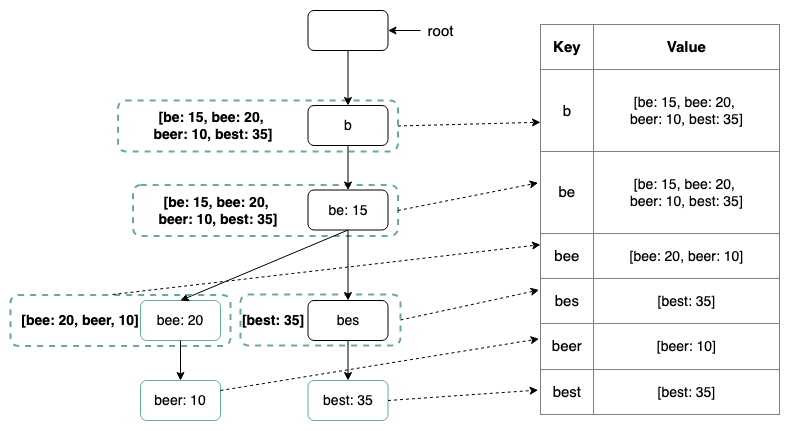 root
[be: 15, bee: 20,
beer: 10, best: 35]
b
[be: 15, bee: 20,
beer: 10, best: 35]
be: 15
[bee: 20, beer, 10]
bee: 20
[best: 35]
bes
beer: 10
best: 35
Key Value
b
[be: 15, bee: 20,
beer: 10, best: 35]
be
[be: 15, bee: 20,
beer: 10, best: 35]
bee [bee: 20, beer: 10]
bes [best: 35]
beer [beer: 10]
best [best: 35]